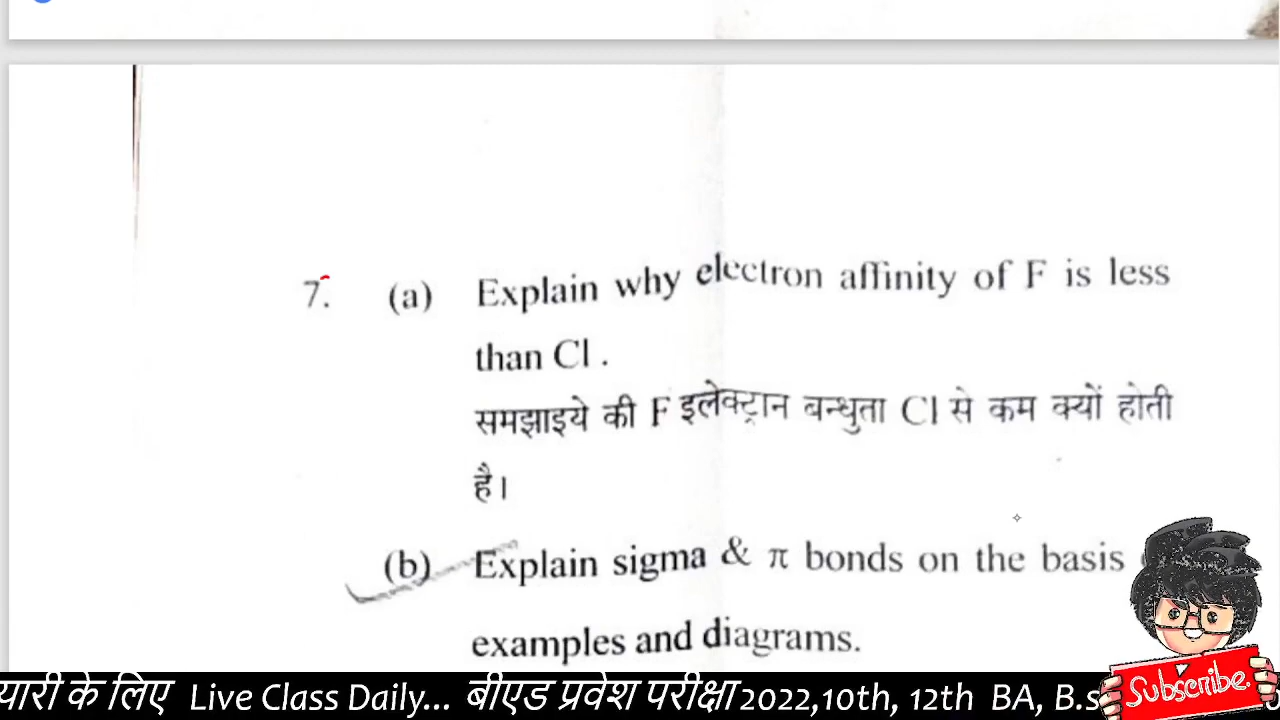 7. (a) Explain why electron affinity of F is less
than Cl .
समझाइये की F इलेक्ट्रान बन्धुता Cl से कम क्यों होती
है।
(b) Explain sigma & π bonds on the basis
examples and diagrams.
यारी के लिए Live Class Daily... बीएड प्रवेश परीक्षा 2022,10th, 12th BA, B.s
Subscribe.